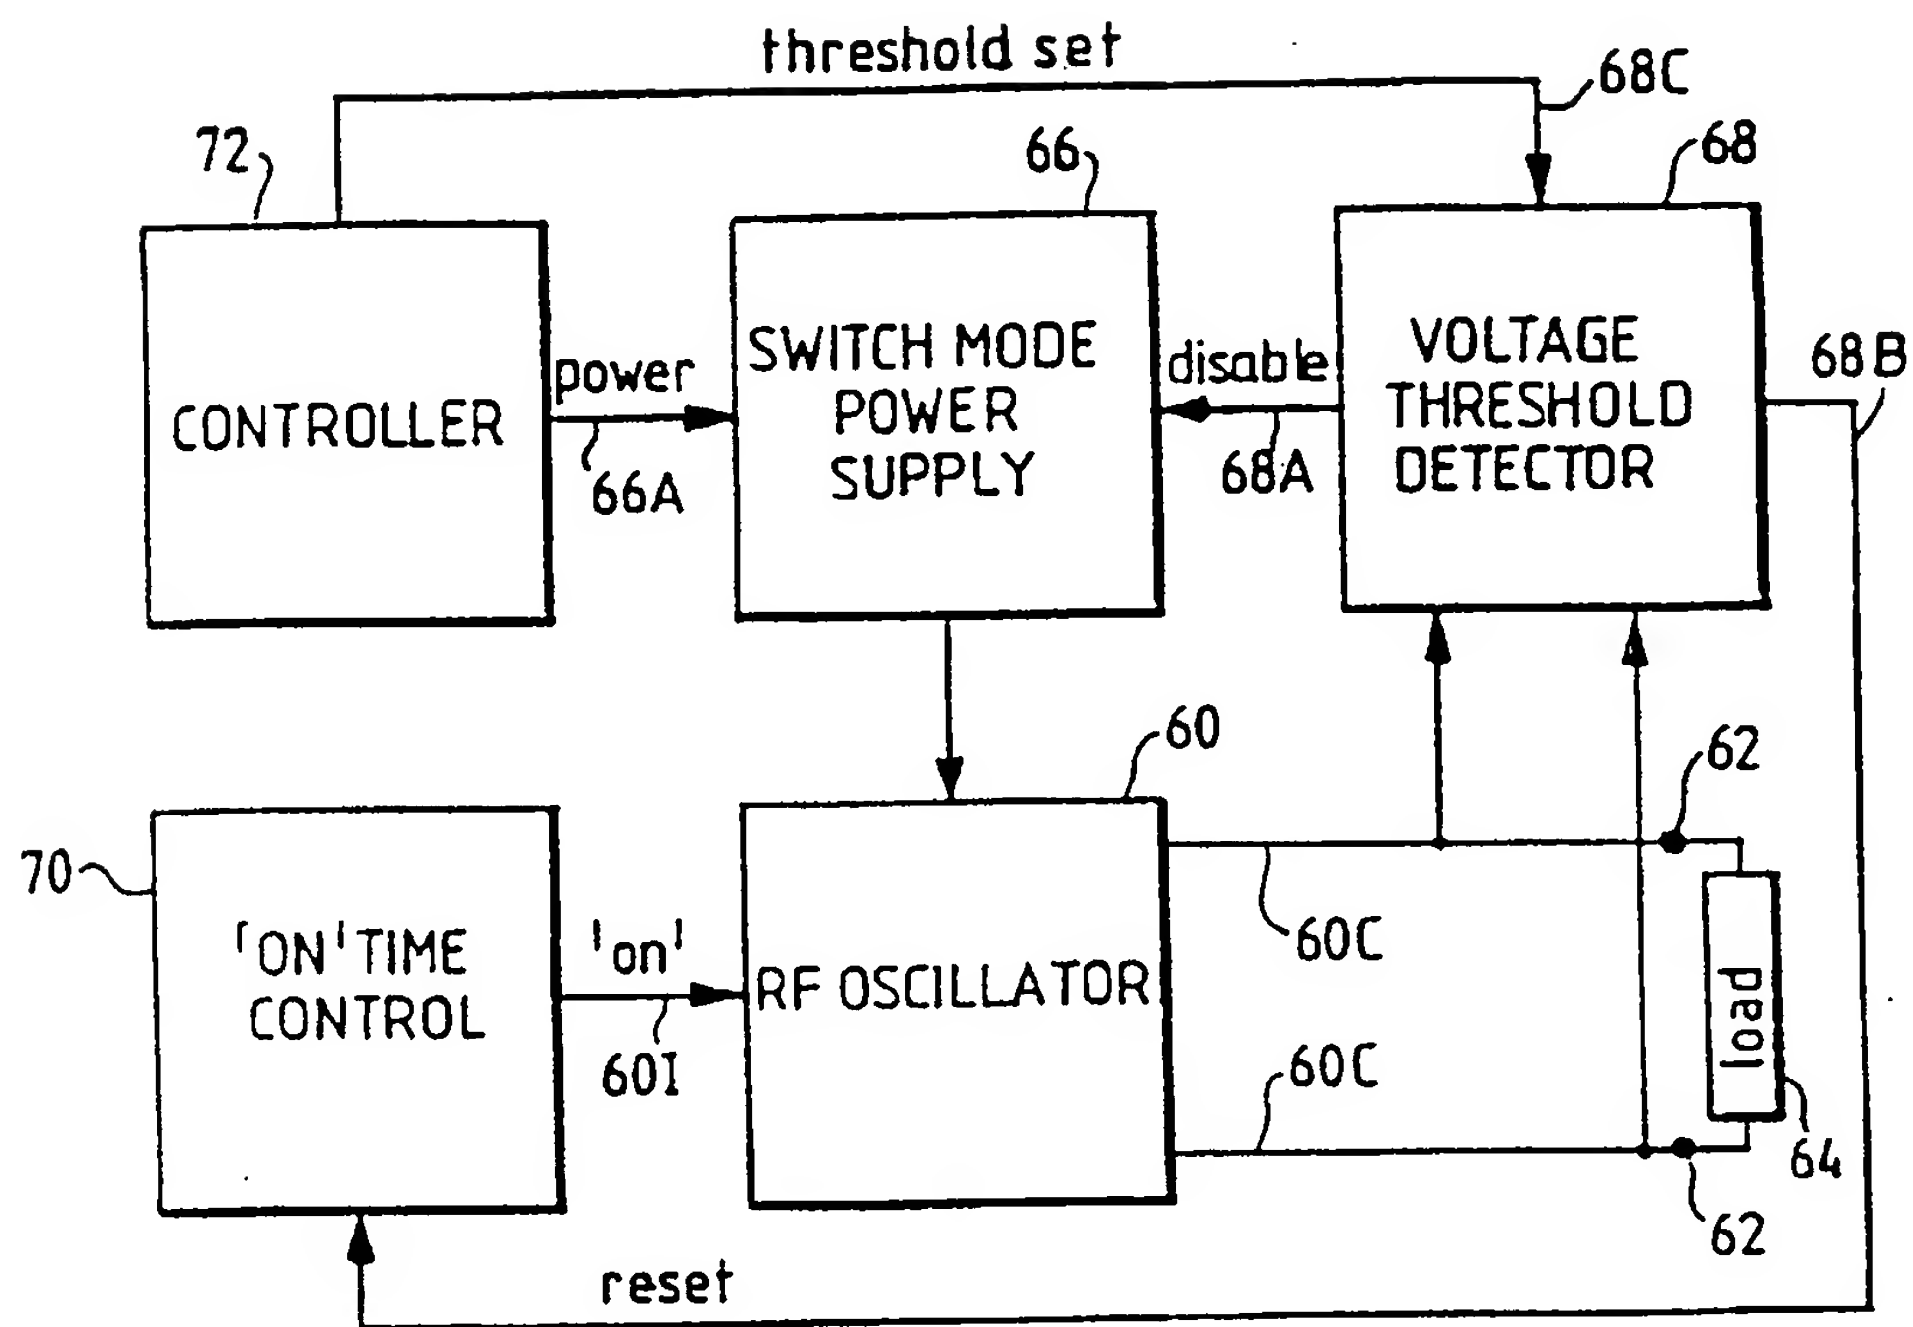 threshold set
68C
72
66
68
CONTROLLER
power
66A
SWITCH MODE
POWER
SUPPLY
disable
68A
VOLTAGE
THRESHOLD
DETECTOR
68B
60
62
70
'ON' TIME
CONTROL
'on'
60I
RF OSCILLATOR
60C
60C
load
64
62
reset